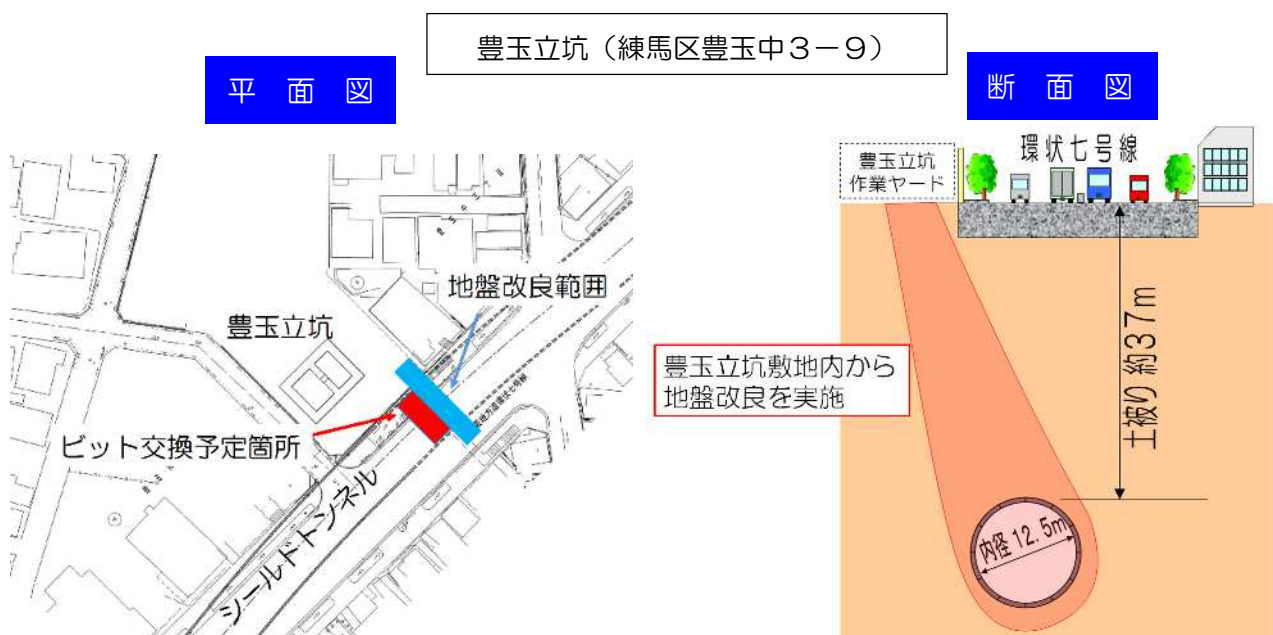 豊玉立坑（練馬区豊玉中３－９）
平面図
断面図
地盤改良範囲
豊玉立坑
ビット交換予定箇所
シールドトンネル
豊玉立坑
作業ヤード
環状七号線
豊玉立坑敷地内から
地盤改良を実施
土被り 約37m
内径12.5m